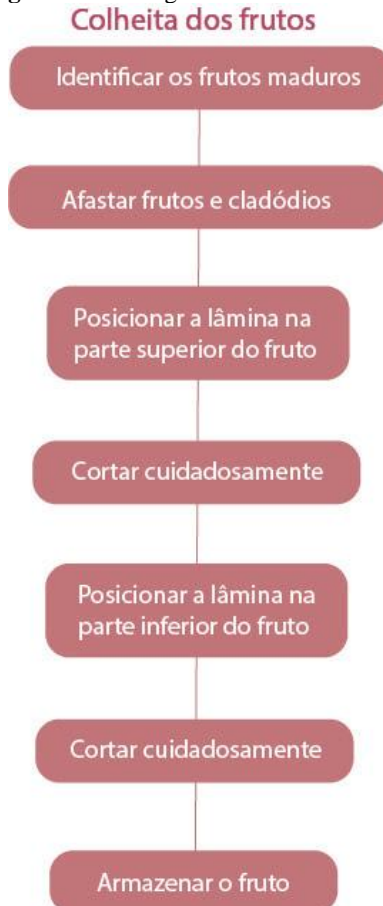 Colheita dos frutos
Identificar os frutos maduros
Afastar frutos e cladódios
Posicionar a lâmina na
parte superior do fruto
Cortar cuidadosamente
Posicionar a lâmina na
parte inferior do fruto
Cortar cuidadosamente
Armazenar o fruto